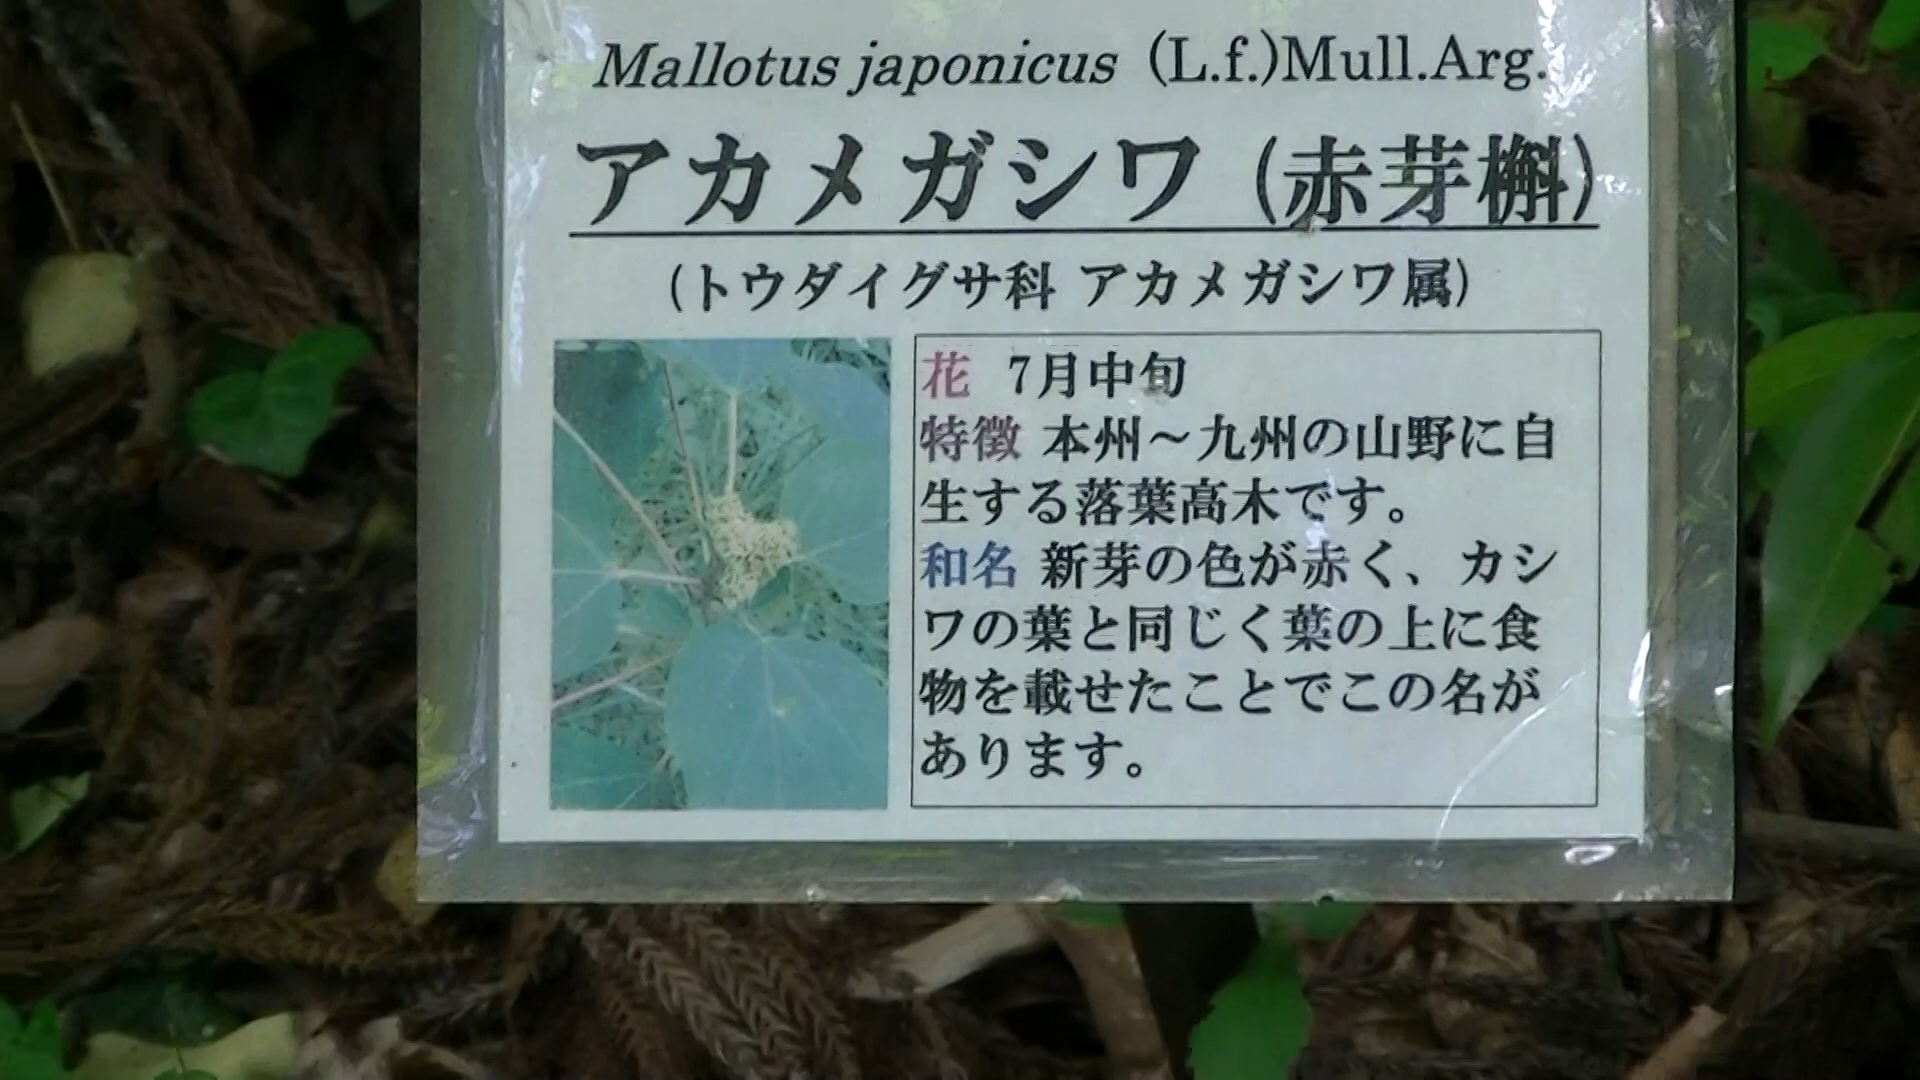 Mallotus japonicus (L.f.)Mull.Arg.
アカメガシワ (赤芽槲)
(トウダイグサ科 アカメガシワ属)
花 7月中旬
特徴 本州～九州の山野に自
生する落葉高木です。
和名 新芽の色が赤く、カシ
ワの葉と同じく葉の上に食
物を載せたことでこの名が
あります。